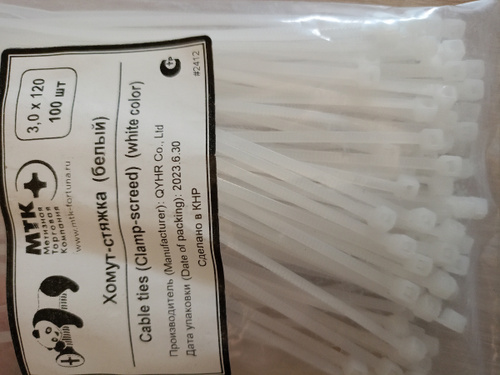 3,0 x 120
100 шт
МТК
Метизная
Торговая
Компания
www.mtk-fortuna.ru
Хомут-стяжка (белый)
Cable ties (Clamp-screed) (white color)
Производитель (Manufacturer): QYHR Co., Ltd
Дата упаковки (Date of packing): 2023.6.30
Сделано в КНР
#2412